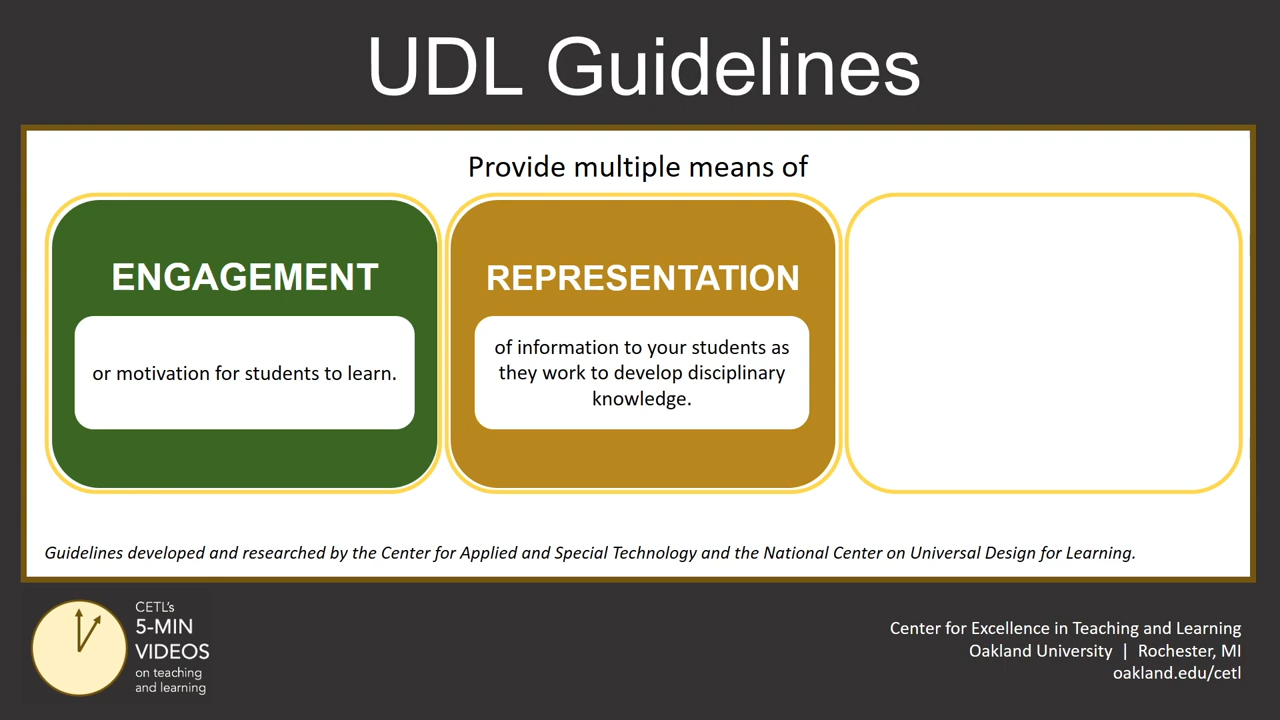 UDL Guidelines
Provide multiple means of
ENGAGEMENT
or motivation for students to learn.
REPRESENTATION
of information to your students as
they work to develop disciplinary
knowledge.
Guidelines developed and researched by the Center for Applied and Special Technology and the National Center on Universal Design for Learning.
CETL's
5-MIN
VIDEOS
on teaching
and learning
Center for Excellence in Teaching and Learning
Oakland University | Rochester, MI
oakland.edu/cetl